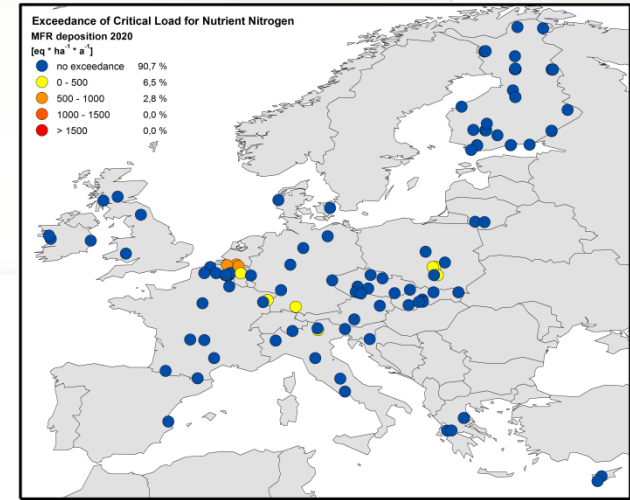 Exceedance of Critical Load for Nutrient Nitrogen
MFR deposition 2020
[eq * ha⁻¹ * a⁻¹]
no exceedance 90,7 %
0 - 500 6,5 %
500 - 1000 2,8 %
1000 - 1500 0,0 %
> 1500 0,0 %